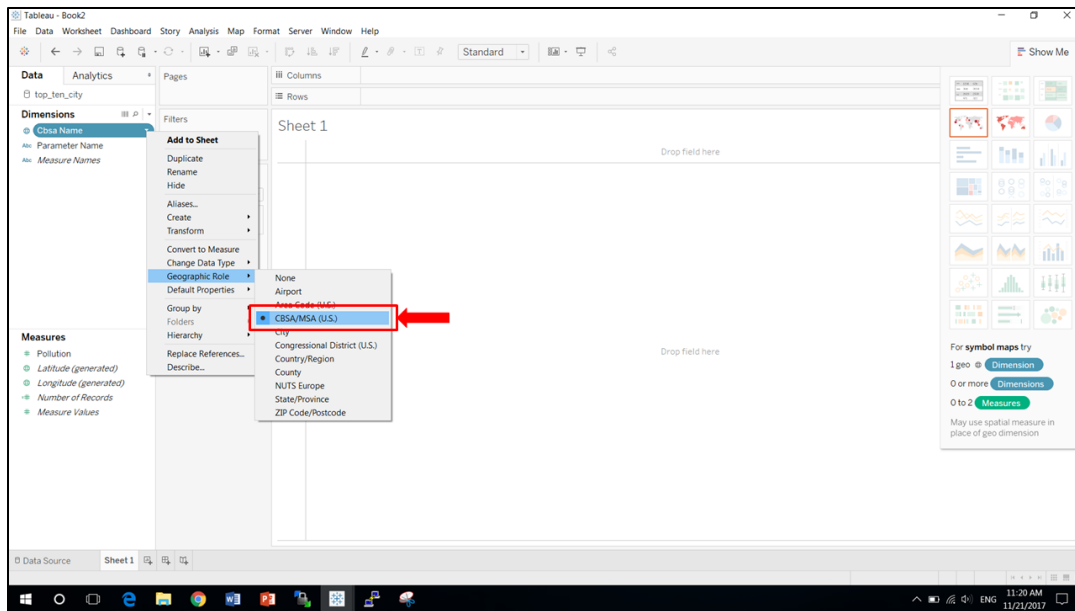 Tableau - Book2
File Data Worksheet Dashboard Story Analysis Map Format Server Window Help
Standard
Show Me
Data Analytics
Pages
Columns
top_ten_city
Rows
Dimensions
Filters
Sheet 1
Cbsa Name
Abc Parameter Name
Abc Measure Names
Add to Sheet
Duplicate
Rename
Hide
Aliases...
Create
Transform
Convert to Measure
Change Data Type
Geographic Role
Default Properties
Group by
Folders
Hierarchy
Replace References...
Describe...
None
Airport
Area Code (U.S.)
CBSA/MSA (U.S.)
City
Congressional District (U.S.)
Country/Region
County
NUTS Europe
State/Province
ZIP Code/Postcode
Drop field here
Drop field here
Measures
Pollution
Latitude (generated)
Longitude (generated)
Number of Records
Measure Values
For symbol maps try
1 geo Dimension
0 or more Dimensions
0 to 2 Measures
May use spatial measure in
place of geo dimension
Data Source Sheet 1
ENG
11:20 AM
11/21/2017